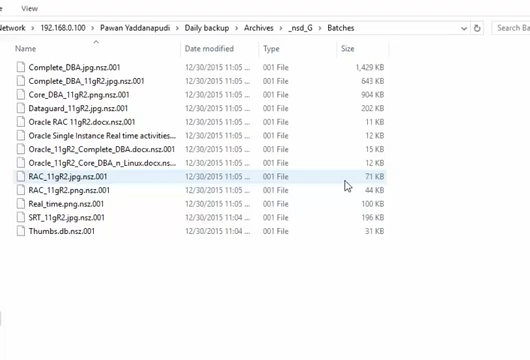 View
Network > 192.168.0.100 > Pawan Yaddanapudi > Daily backup > Archives > _nsd_G > Batches
Search Ba
Name Date modified Type Size
Complete_DBA.jpg.nsz.001 12/30/2015 11:05 ... 001 File 1,429 KB
Complete_DBA_11gR2.jpg.nsz.001 12/30/2015 11:05 ... 001 File 643 KB
Core_DBA_11gR2.png.nsz.001 12/30/2015 11:05 ... 001 File 904 KB
Dataguard_11gR2.jpg.nsz.001 12/30/2015 11:05 ... 001 File 202 KB
Oracle RAC 11gR2.docx.nsz.001 12/30/2015 11:05 ... 001 File 11 KB
Oracle Single Instance Real time activities... 12/30/2015 11:05 ... 001 File 12 KB
Oracle_11gR2_Complete_DBA.docx.nsz.001 12/30/2015 11:05 ... 001 File 15 KB
Oracle_11gR2_Core_DBA_n_Linux.docx.ns... 12/30/2015 11:05 ... 001 File 12 KB
RAC_11gR2.jpg.nsz.001 12/30/2015 11:05 ... 001 File 71 KB
RAC_11gR2.png.nsz.001 12/30/2015 11:05 ... 001 File 44 KB
Real_time.png.nsz.001 12/30/2015 11:05 ... 001 File 100 KB
SRT_11gR2.jpg.nsz.001 12/30/2015 11:04 ... 001 File 196 KB
Thumbs.db.nsz.001 12/30/2015 11:04 ... 001 File 31 KB